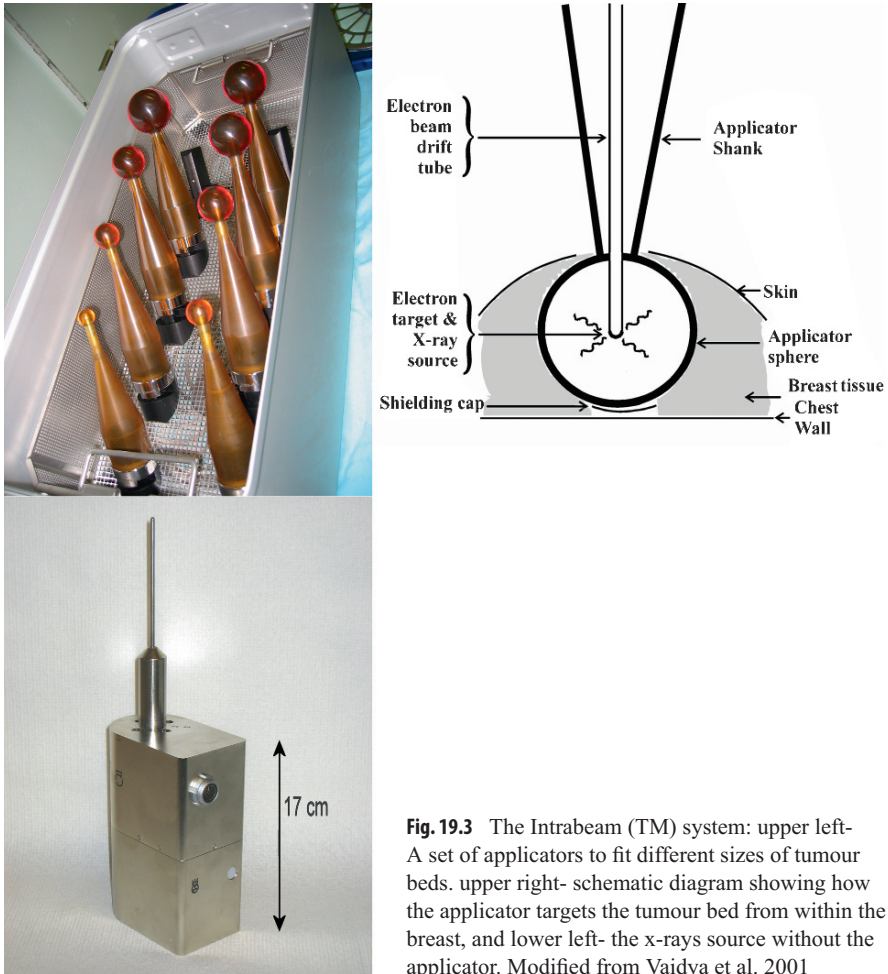 Electron
beam
drift
tube
Applicator
Shank
Electron
target &
X-ray
source
Skin
Applicator
sphere
Shielding cap
Breast tissue
Chest
Wall
17 cm
Fig. 19.3 The Intrabeam (TM) system: upper left-
A set of applicators to fit different sizes of tumour
beds. upper right- schematic diagram showing how
the applicator targets the tumour bed from within the
breast, and lower left- the x-rays source without the
applicator. Modified from Vaidya et al. 2001